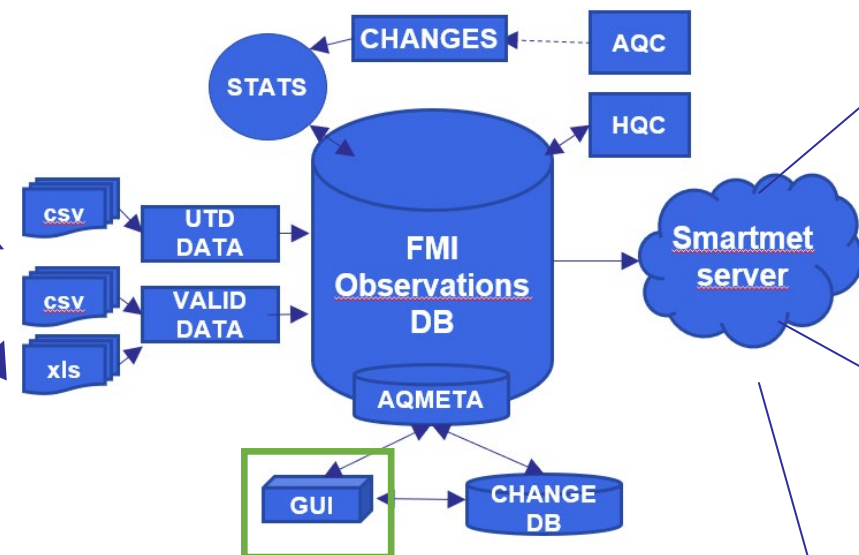 CHANGES
AQC
STATS
HQC
csv
UTD
DATA
csv
VALID
DATA
xls
FMI
Observations
DB
Smartmet
server
AQMETA
GUI
CHANGE
DB